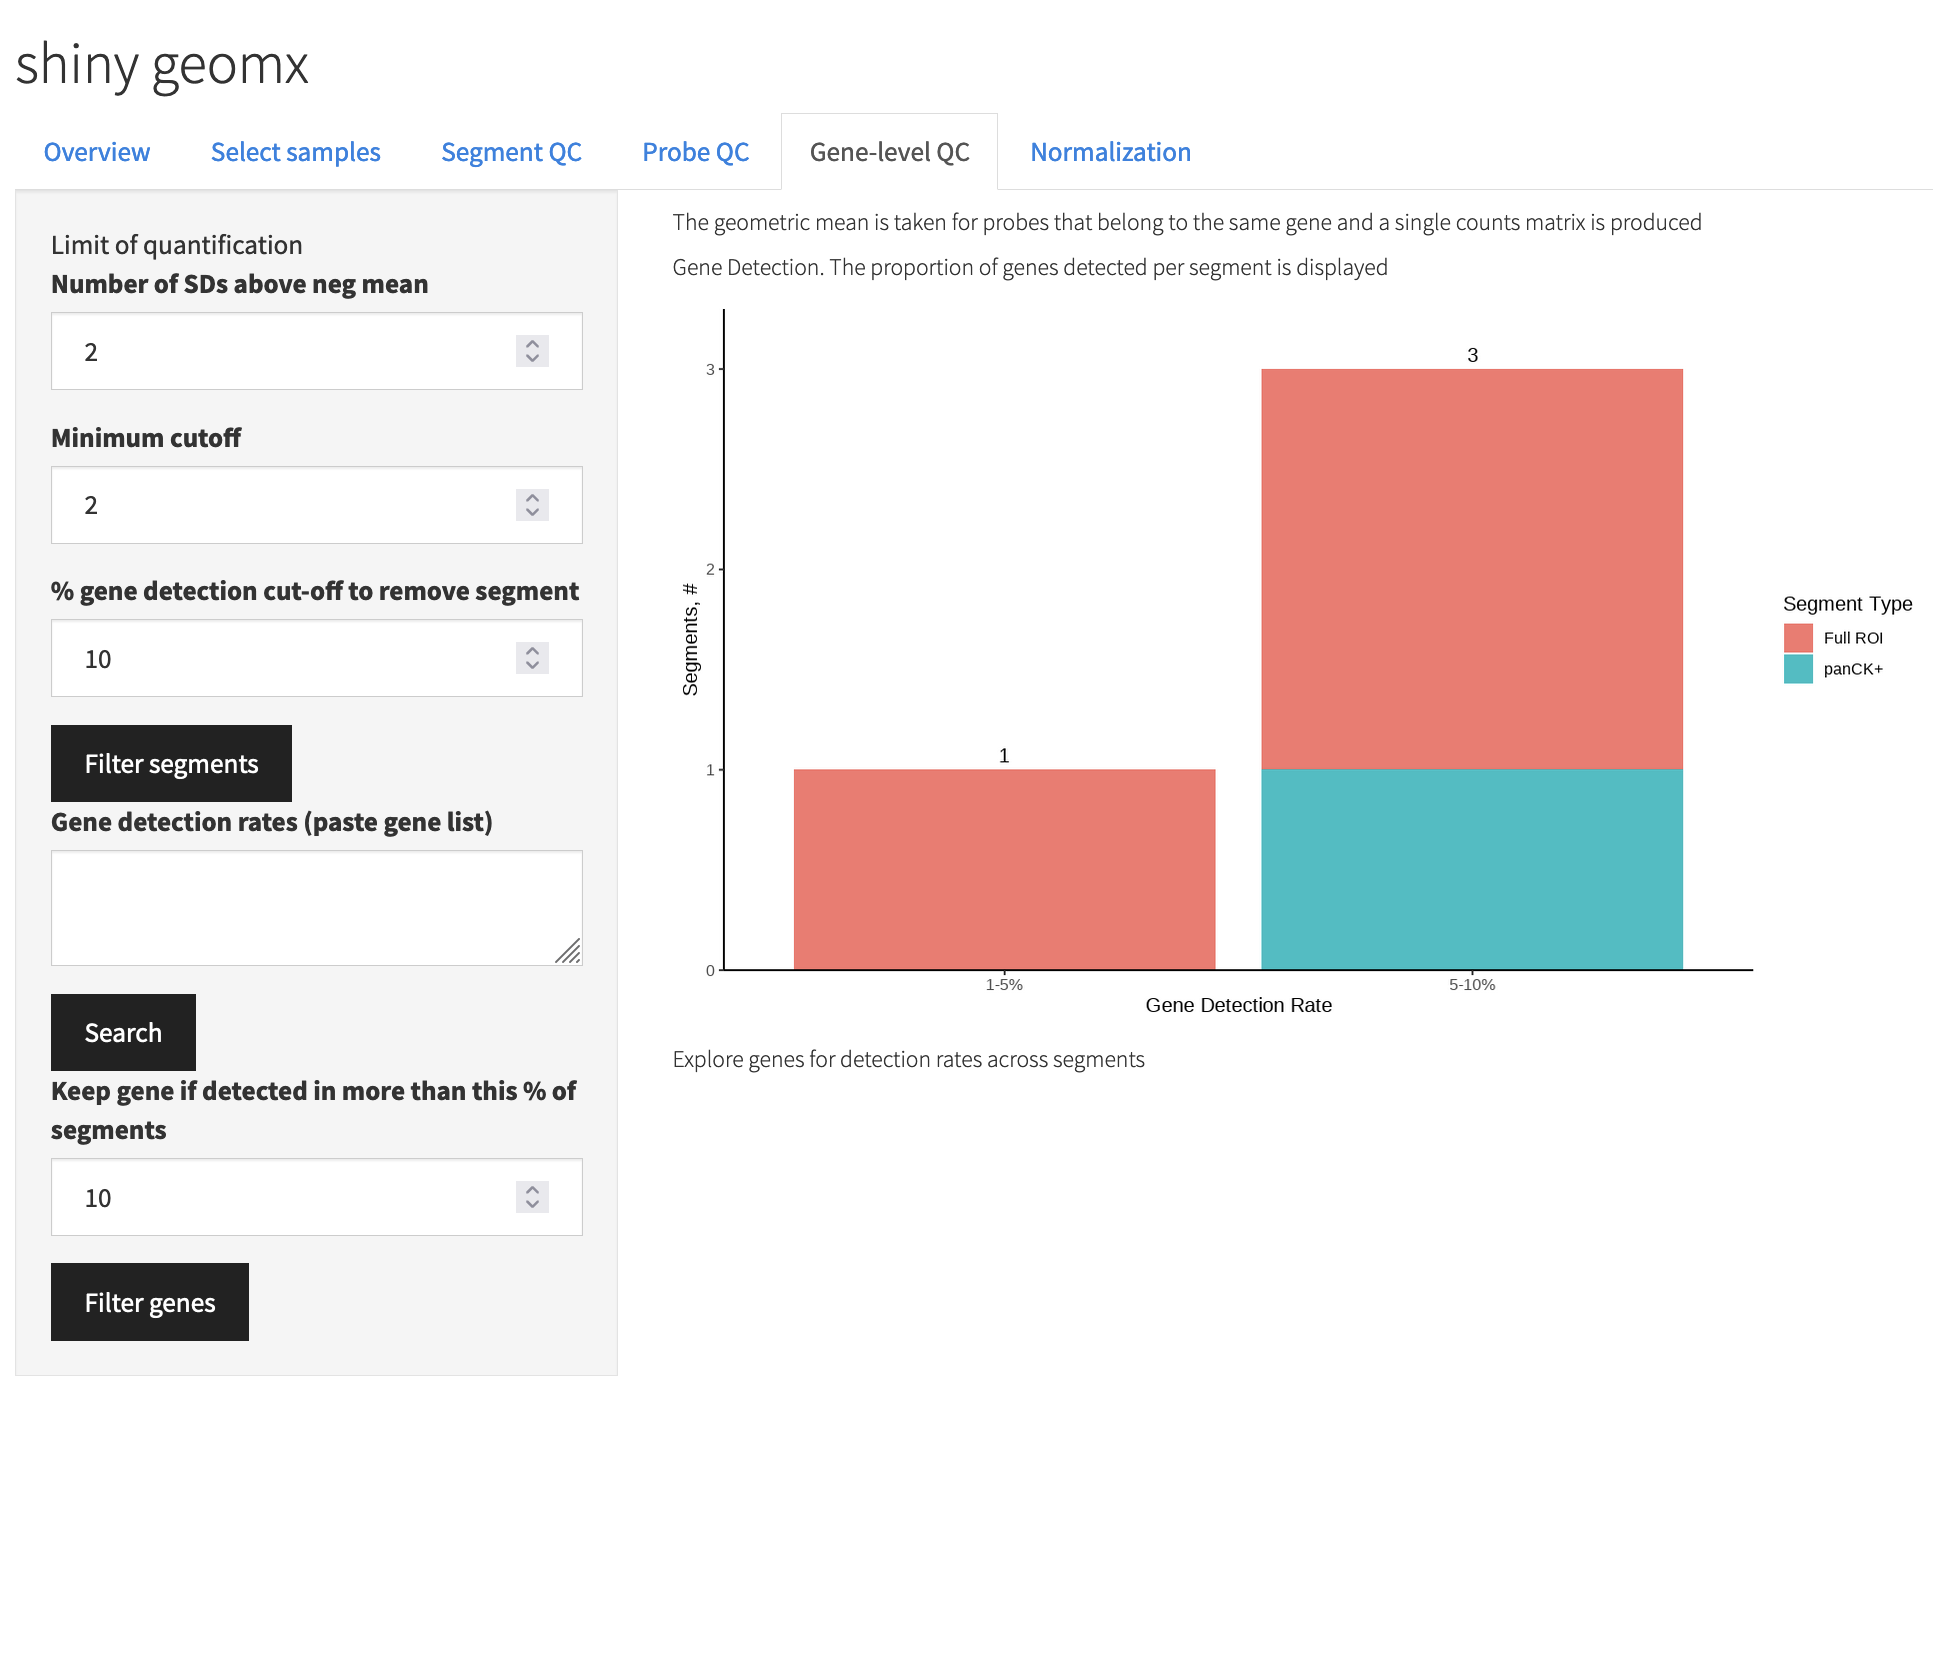 shiny geomx
Overview
Select samples
Segment QC
Probe QC
Gene-level QC
Normalization
Limit of quantification
Number of SDs above neg mean
2
Minimum cutoff
2
% gene detection cut-off to remove segment
10
Filter segments
Gene detection rates (paste gene list)
Search
Keep gene if detected in more than this % of
segments
10
Filter genes
The geometric mean is taken for probes that belong to the same gene and a single counts matrix is produced
Gene Detection. The proportion of genes detected per segment is displayed
Segments, #
3
2
1
0
1
3
1-5%
5-10%
Gene Detection Rate
Segment Type
Full ROI
panCK+
Explore genes for detection rates across segments